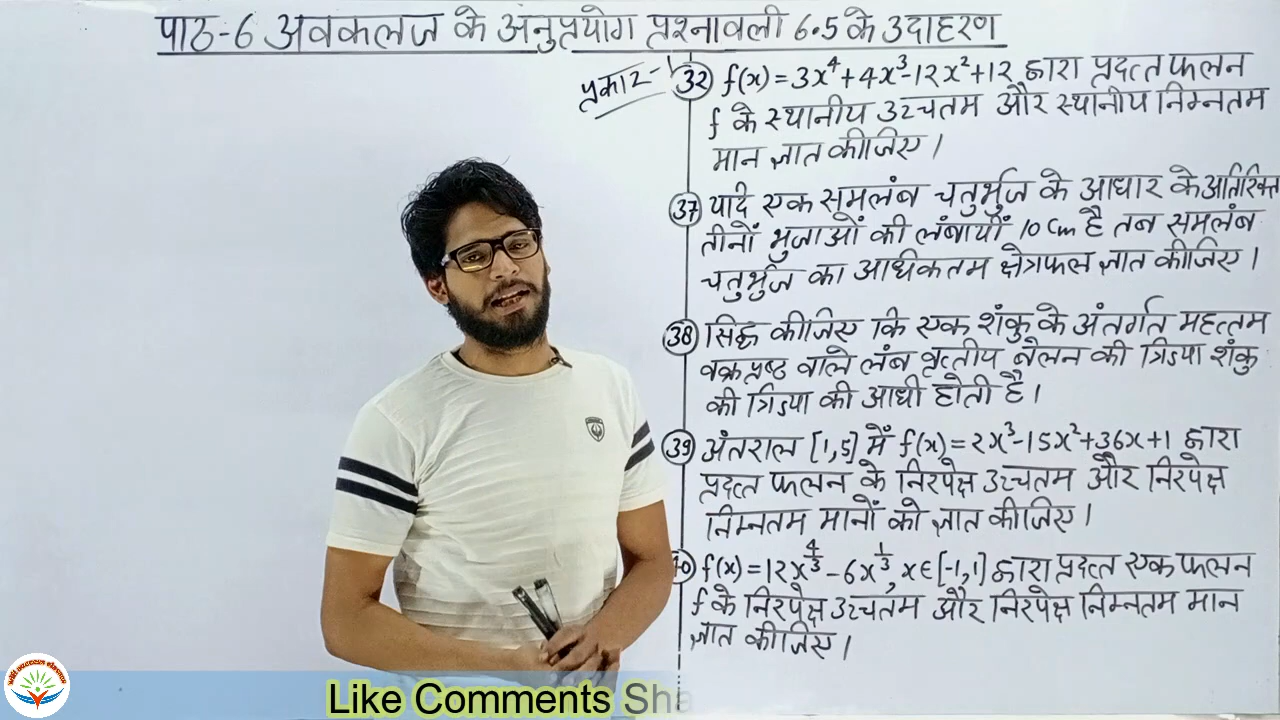 पाठ-6 अवकलज के अनुप्रयोग प्रश्नावली 6.5 के उदाहरण
प्रकार-1
32 f(x) = 3x⁴+4x³-12x²+12 द्वारा प्रदत्त फलन
f के स्थानीय उच्चतम और स्थानीय निम्नतम
मान ज्ञात कीजिए।
37 यदि एक समलंब चतुर्भुज के आधार के अतिरिक्त
तीनों भुजाओं की लंबायीं 10 cm है तब समलंब
चतुर्भुज का अधिकतम क्षेत्रफल ज्ञात कीजिए।
38 सिद्ध कीजिए कि एक शंकु के अंतर्गत महत्तम
वक्रपृष्ठ वाले लंब वृत्तीय बेलन की त्रिज्या शंकु
की त्रिज्या की आधी होती है।
39 अंतराल [1,5] में f(x) = 2x³-15x²+36x+1 द्वारा
प्रदत्त फलन के निरपेक्ष उच्चतम और निरपेक्ष
निम्नतम मानों को ज्ञात कीजिए।
40 f(x) = 12x^4/3 - 6x^1/3, x∈[-1,1] द्वारा प्रदत्त एक फलन
f के निरपेक्ष उच्चतम और निरपेक्ष निम्नतम मान
ज्ञात कीजिए।
Like Comments Sha